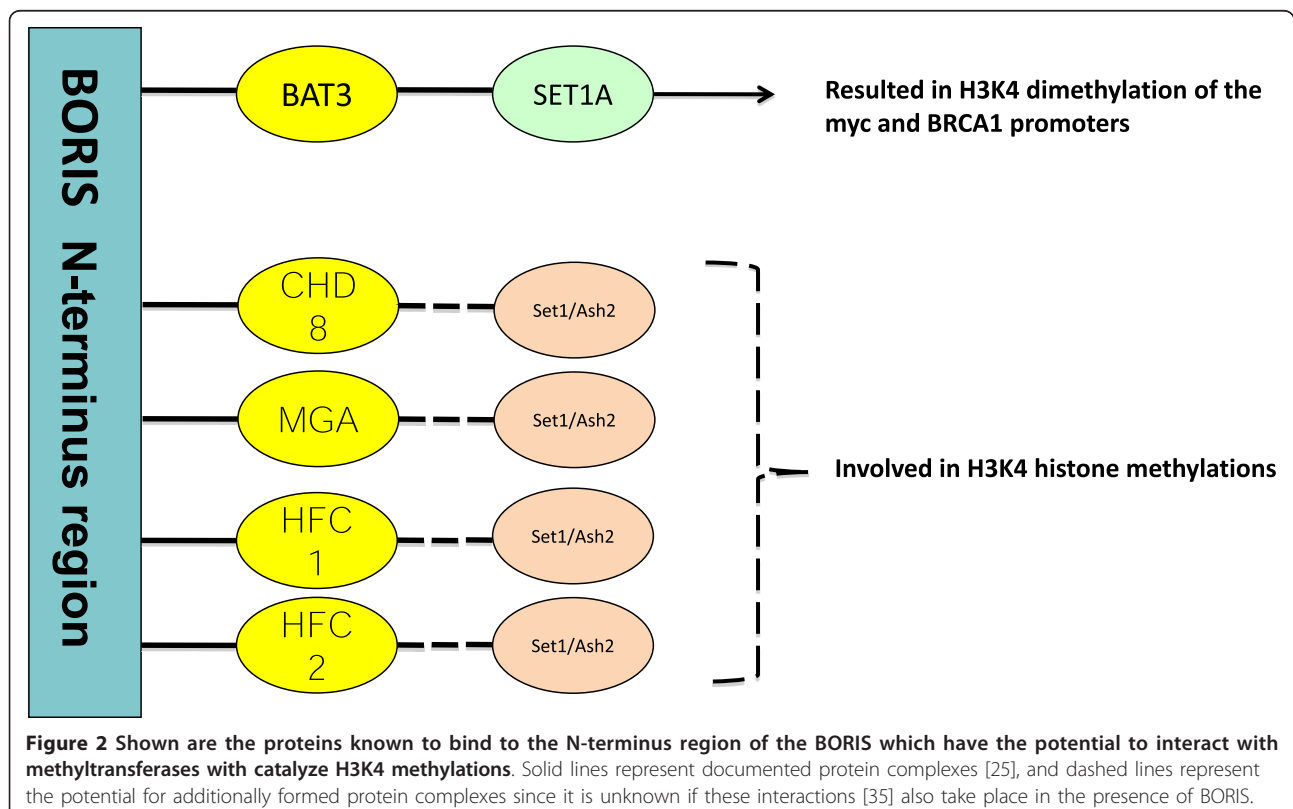 BORIS N-terminus region
BAT3
SET1A
Resulted in H3K4 dimethylation of the
myc and BRCA1 promoters
CHD
8
Set1/Ash2
MGA
Set1/Ash2
Involved in H3K4 histone methylations
HFC
1
Set1/Ash2
HFC
2
Set1/Ash2
Figure 2 Shown are the proteins known to bind to the N-terminus region of the BORIS which have the potential to interact with
methyltransferases with catalyze H3K4 methylations. Solid lines represent documented protein complexes [25], and dashed lines represent
the potential for additionally formed protein complexes since it is unknown if these interactions [35] also take place in the presence of BORIS.